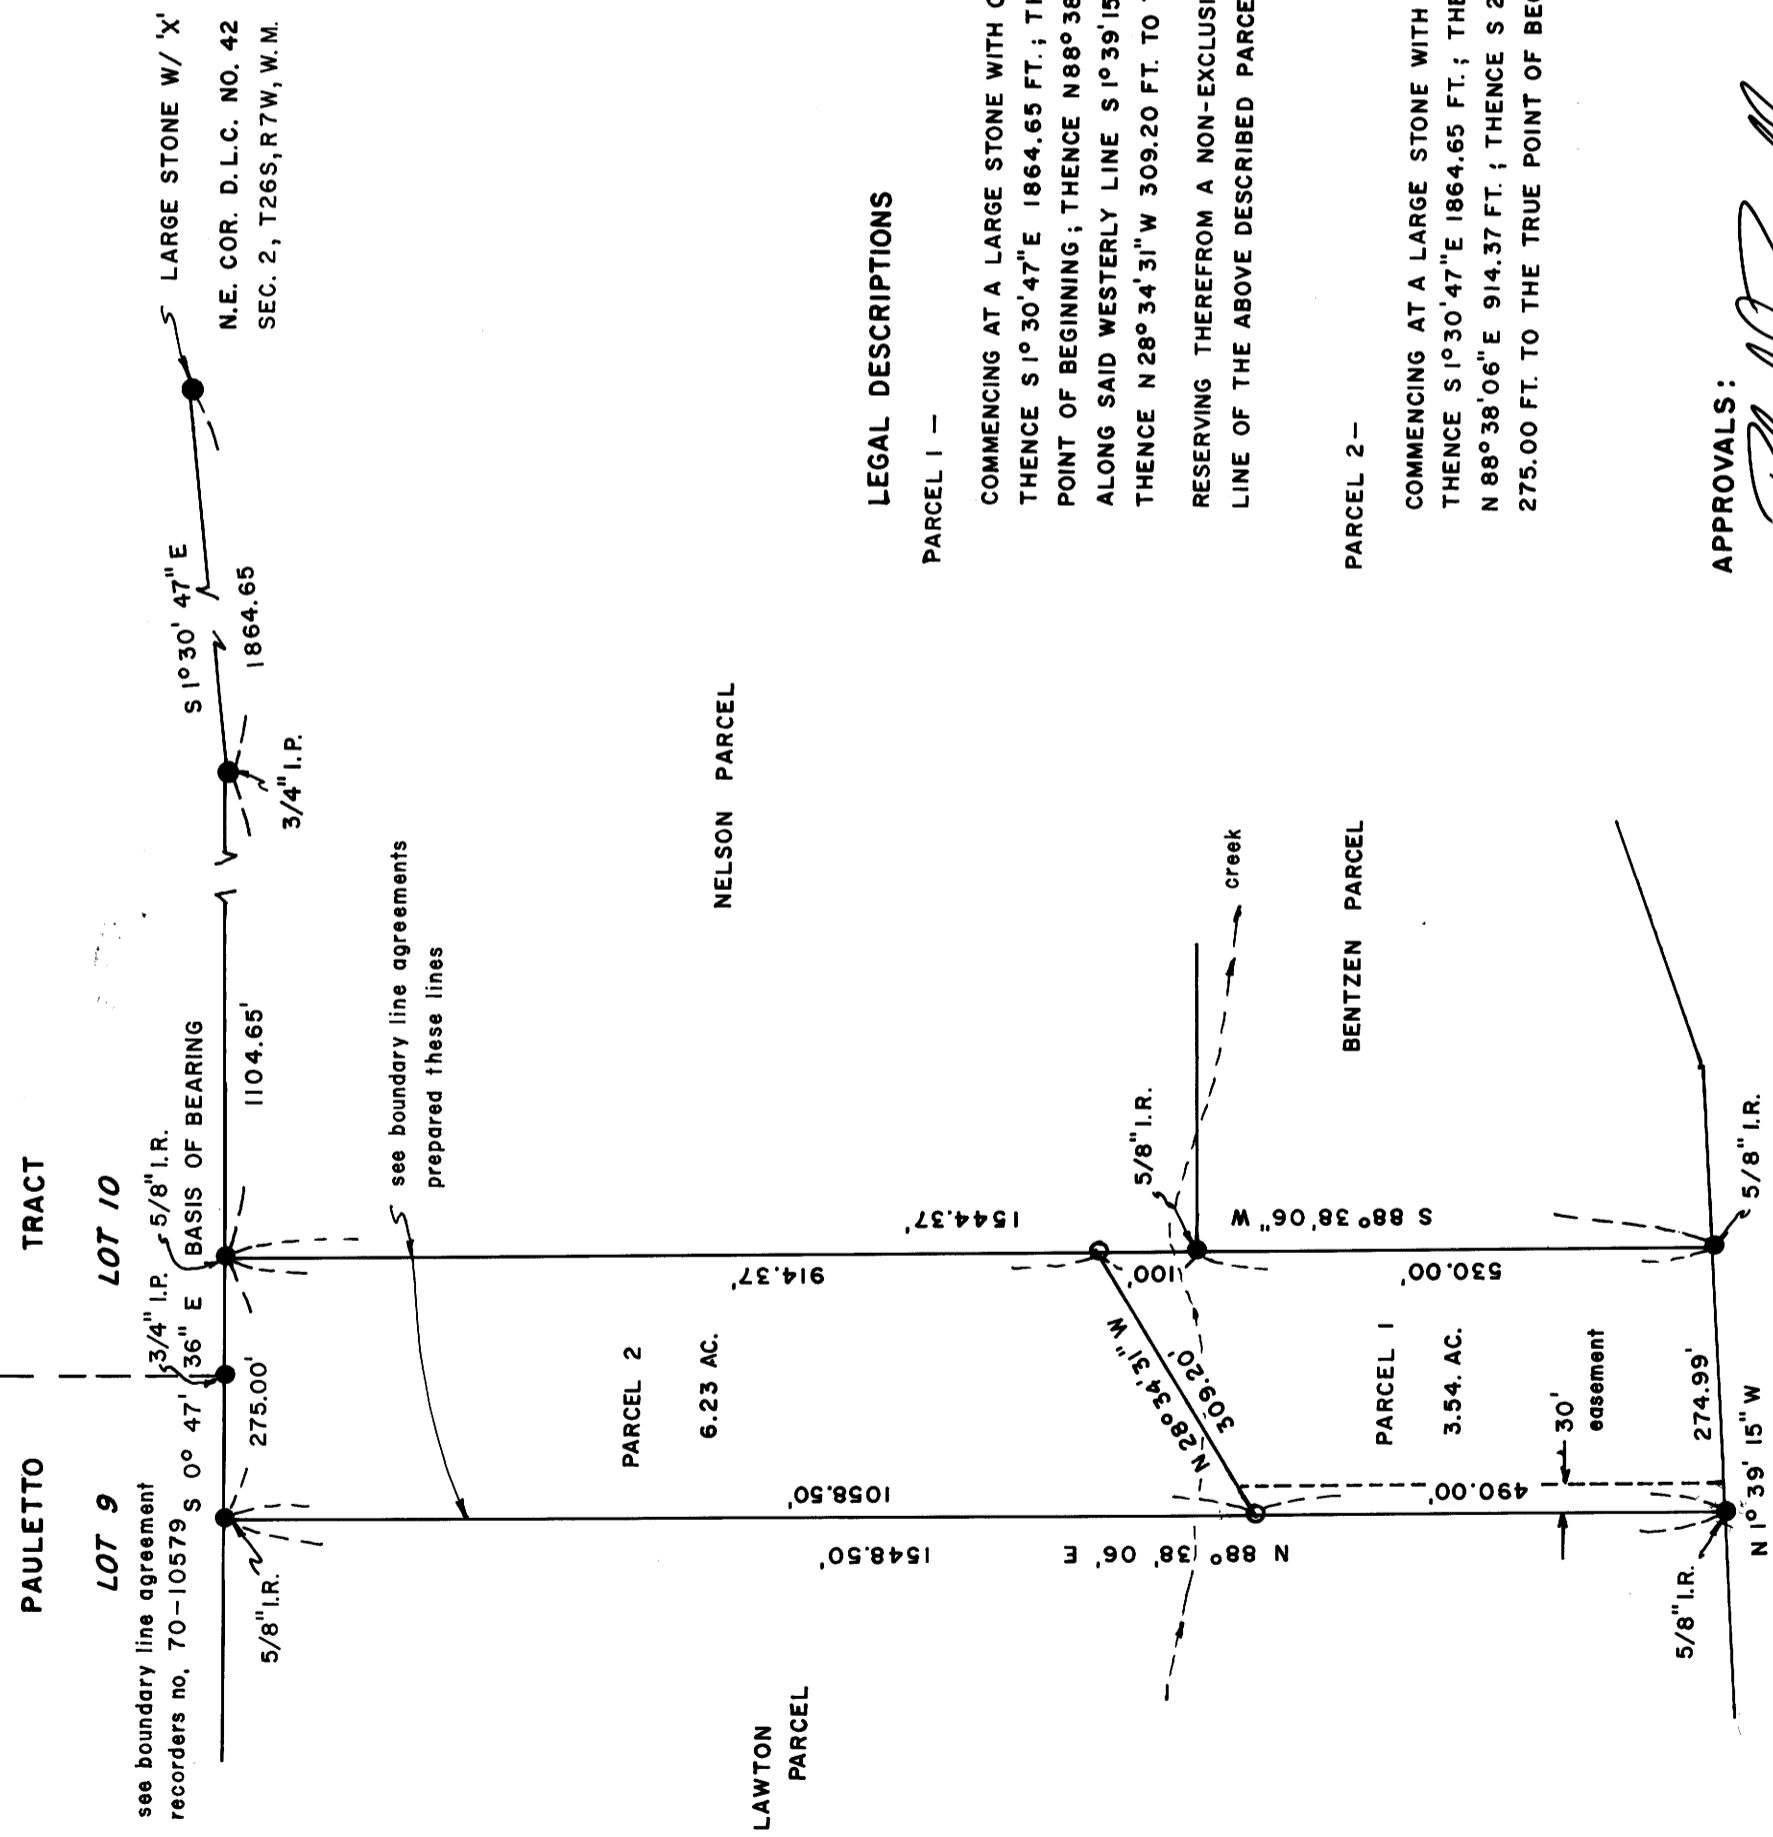 PAULETTO TRACT
LOT 9
LOT 10
see boundary line agreement
recorders no. 70-10579
S 0° 47' 36" E BASIS OF BEARING
3/4" I.P.
5/8" I.R.
275.00'
1104.65'
5/8" I.R.
3/4" I.P.
S 1° 30' 47" E
1864.65
LARGE STONE W/ 'X'
N.E. COR. D.L.C. NO. 42
SEC. 2, T26S, R7W, W.M.
see boundary line agreements
prepared these lines
NELSON PARCEL
LAWTON
PARCEL
PARCEL 2
6.23 AC.
914.37'
1544.37'
1058.50'
1548.50'
N 88° 38' 06' E
N 28° 34' 31" W
309.20'
100'
5/8" I.R.
creek
S 88° 38' 06" W
530.00'
BENTZEN PARCEL
PARCEL 1
3.54. AC.
490.00'
30'
easement
274.99'
N 1° 39' 15" W
5/8" I.R.
5/8" I.R.
LEGAL DESCRIPTIONS
PARCEL 1 —
COMMENCING AT A LARGE STONE WITH
THENCE S 1° 30' 47" E 1864.65 FT.;
POINT OF BEGINNING; THENCE N88° 38
ALONG SAID WESTERLY LINE S 1° 39' 15
THENCE N 28° 34' 31" W 309.20 FT. TO
RESERVING THEREFROM A NON-EXCLUSI
LINE OF THE ABOVE DESCRIBED PARCE
PARCEL 2—
COMMENCING AT A LARGE STONE WITH
THENCE S 1° 30' 47" E 1864.65 FT.; THE
N 88° 38' 06" E 914.37 FT.; THENCE S 2
275.00 FT. TO THE TRUE POINT OF BE
APPROVALS: